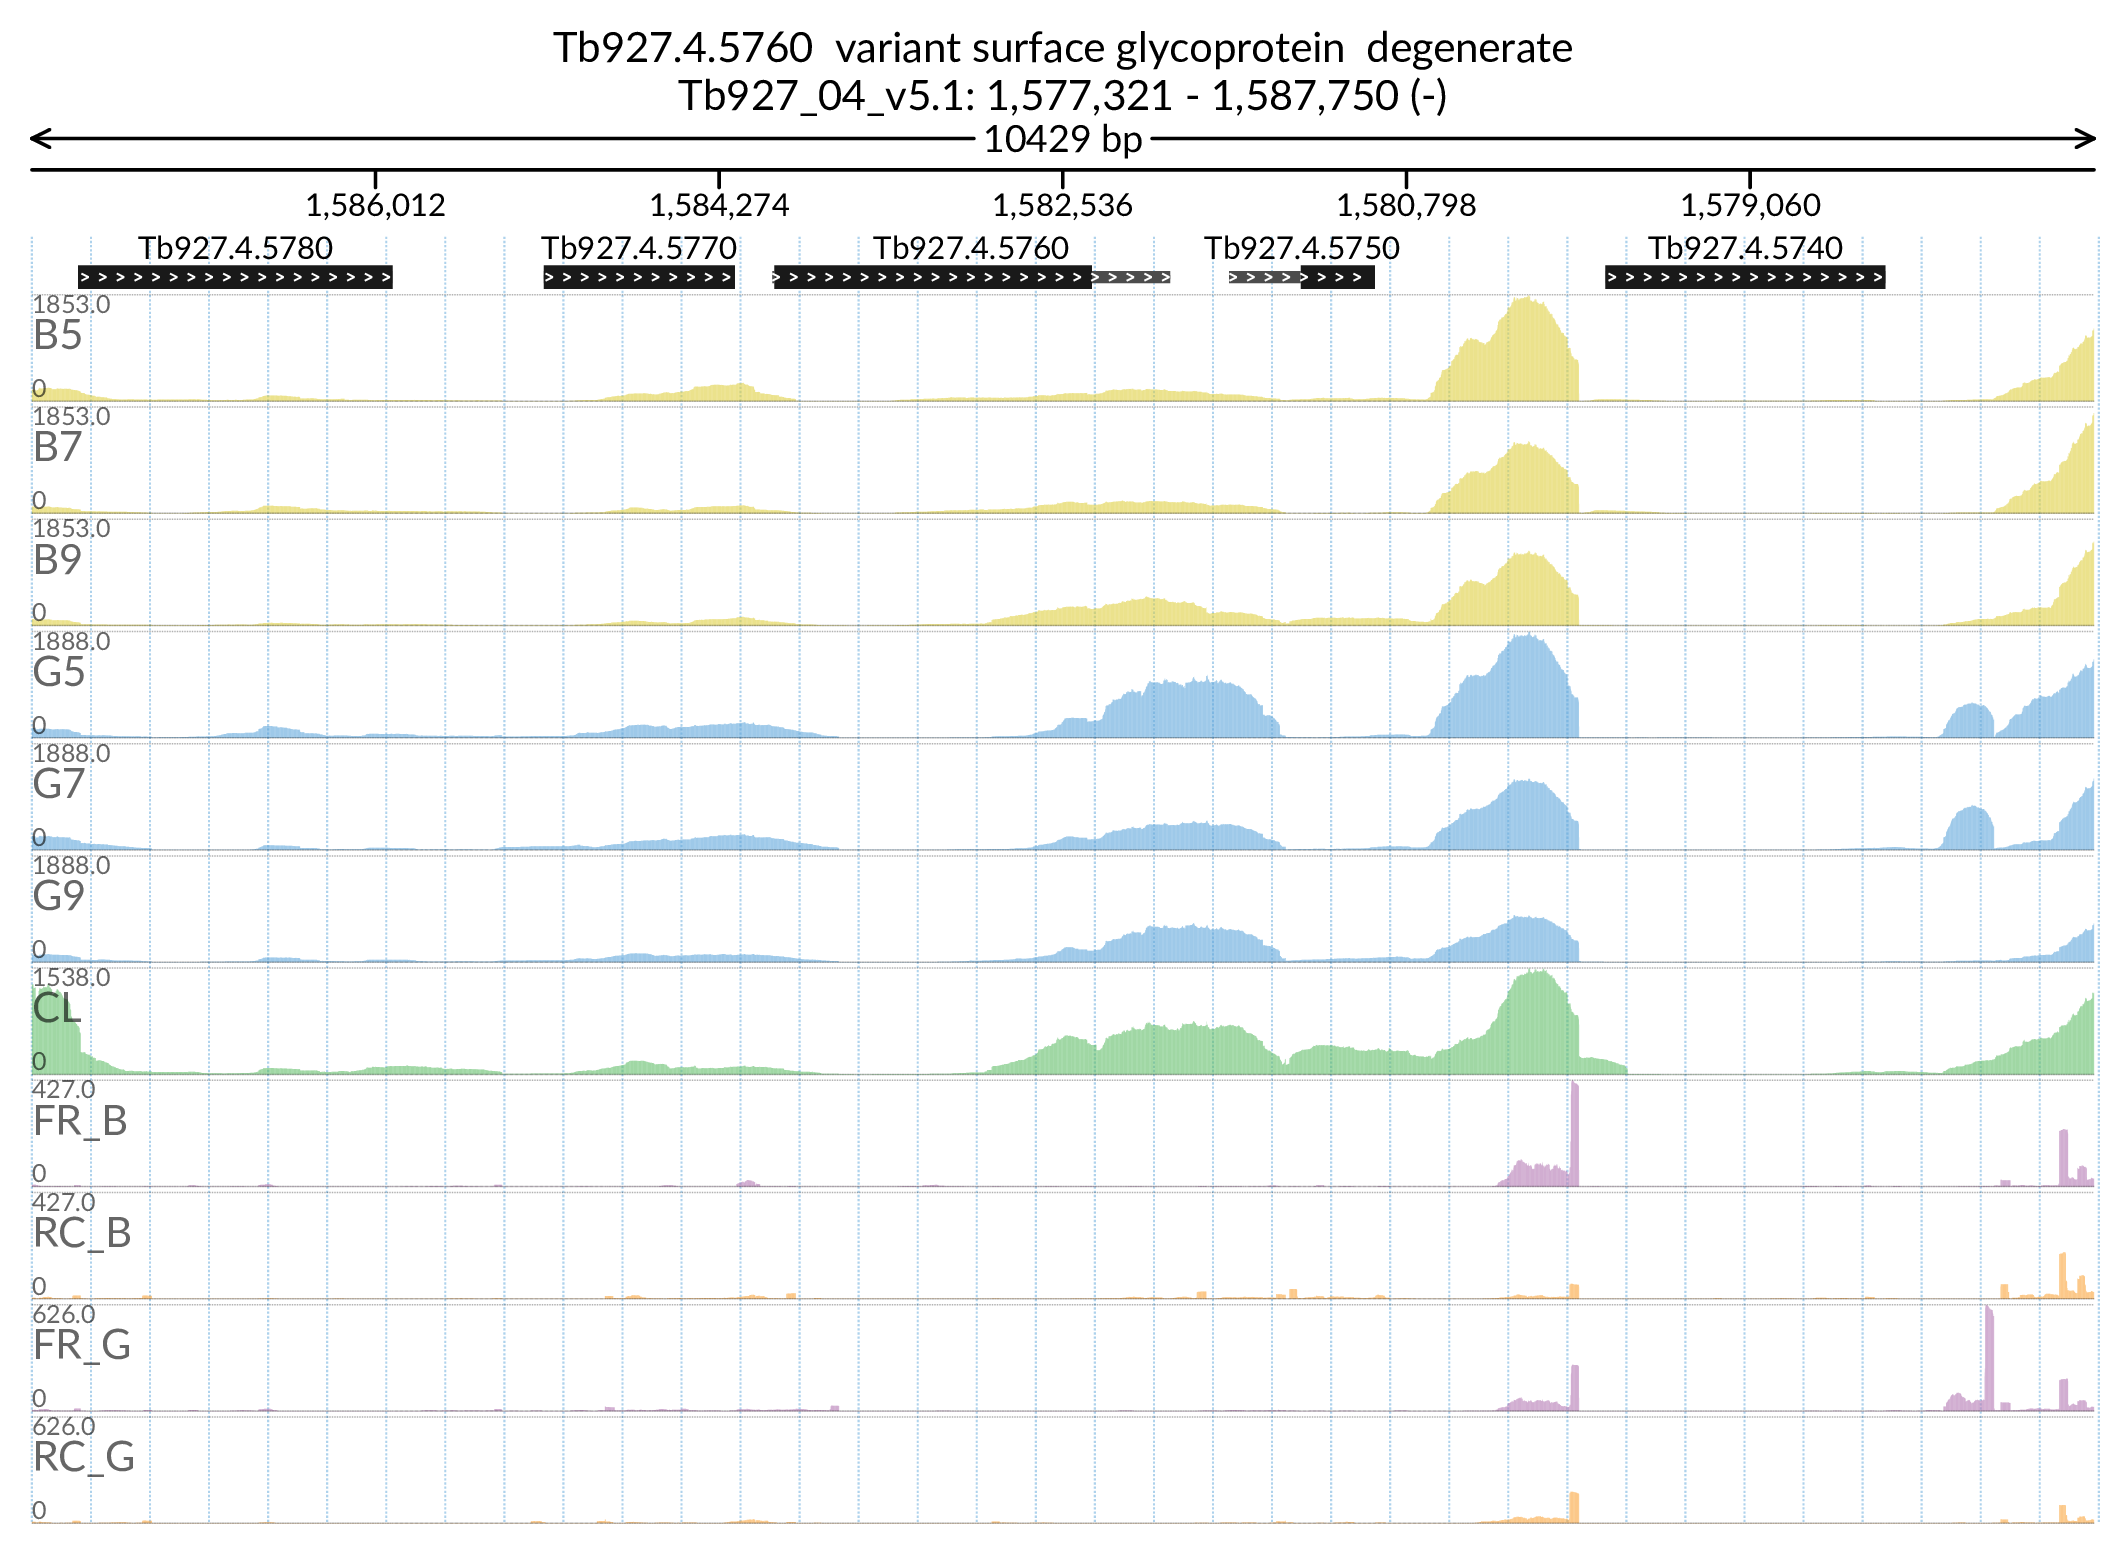 Tb927.4.5760  variant surface glycoprotein  degenerate
Tb927_04_v5.1: 1,577,321 - 1,587,750 (-)
10429 bp
1,586,012 1,584,274 1,582,536 1,580,798 1,579,060
Tb927.4.5780 Tb927.4.5770 Tb927.4.5760 Tb927.4.5750 Tb927.4.5740
1853.0
B5
0
1853.0
B7
0
1853.0
B9
0
1888.0
G5
0
1888.0
G7
0
1888.0
G9
0
1538.0
CL
0
427.0
FR_B
0
427.0
RC_B
0
626.0
FR_G
0
626.0
RC_G
0